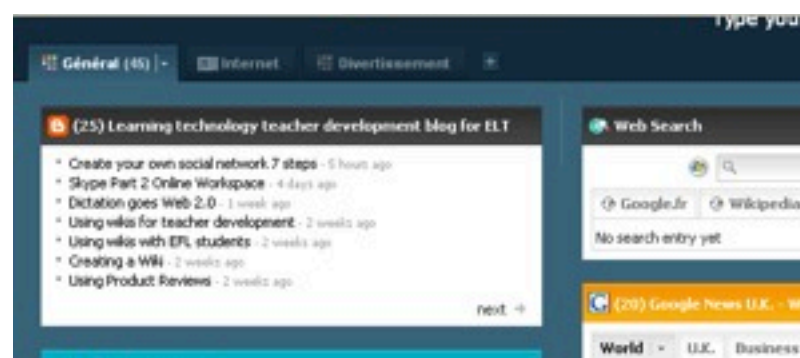 Type you
Général (45) Internet Divertissement +
(25) Learning technology teacher development blog for ELT
Create your own social network 7 steps - 5 hours ago
Skype Part 2 Online Workspace - 4 days ago
Dictation goes Web 2.0 - 1 week ago
Using wikis for teacher development - 2 weeks ago
Using wikis with EFL students - 2 weeks ago
Creating a Wiki - 2 weeks ago
Using Product Reviews - 2 weeks ago
next →
Web Search
Google.fr Wikipedia
No search entry yet
(20) Google News U.K. - W
World U.K. Business